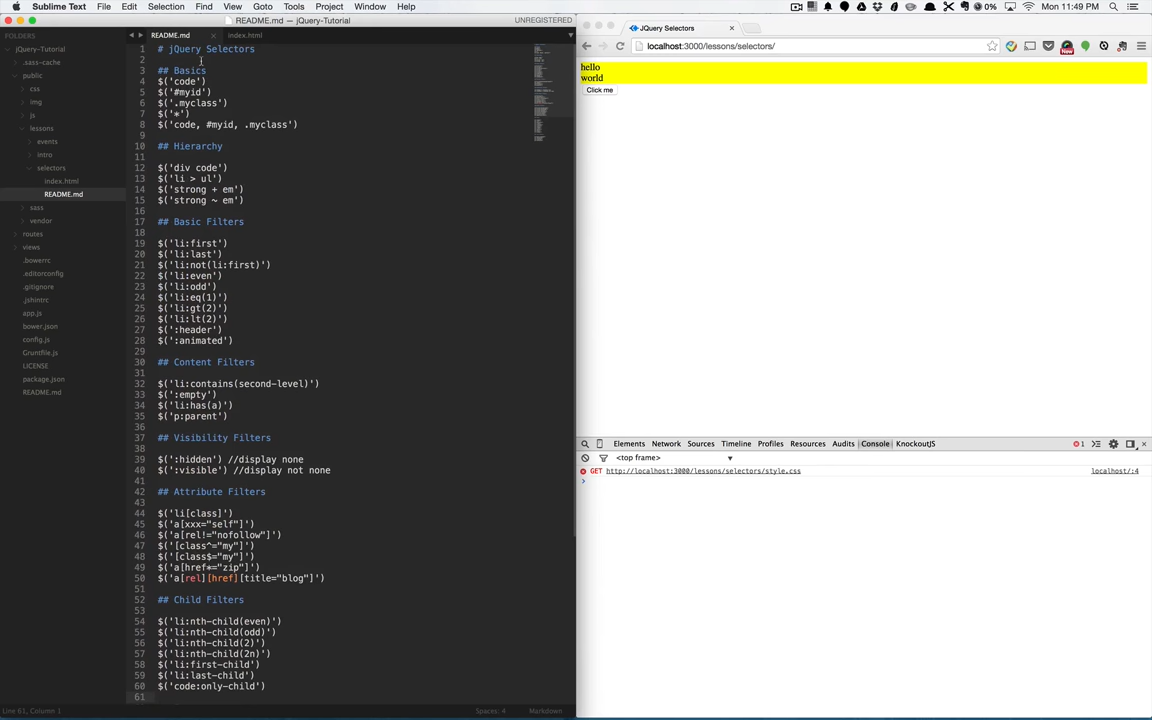 Sublime Text File Edit Selection Find View Goto Tools Project Window Help
0% Mon 11:49 PM
README.md — jQuery-Tutorial UNREGISTERED
JQuery Selectors
FOLDERS
README.md index.html
localhost:3000/lessons/selectors/
jQuery-Tutorial
.sass-cache
public
css
img
js
lessons
events
intro
selectors
index.html
README.md
sass
vendor
routes
views
.bowerrc
.editorconfig
.gitignore
.jshintrc
app.js
bower.json
config.js
Gruntfile.js
LICENSE
package.json
README.md
1 # jQuery Selectors
2
3 ## Basics
4 $('code')
5 $('#myid')
6 $('.myclass')
7 $('*')
8 $('code, #myid, .myclass')
9
10 ## Hierarchy
11
12 $('div code')
13 $('li > ul')
14 $('strong + em')
15 $('strong ~ em')
16
17 ## Basic Filters
18
19 $('li:first')
20 $('li:last')
21 $('li:not(li:first)')
22 $('li:even')
23 $('li:odd')
24 $('li:eq(1)')
25 $('li:gt(2)')
26 $('li:lt(2)')
27 $(':header')
28 $(':animated')
29
30 ## Content Filters
31
32 $('li:contains(second-level)')
33 $(':empty')
34 $('li:has(a)')
35 $('p:parent')
36
37 ## Visibility Filters
38
39 $(':hidden') //display none
40 $(':visible') //display not none
41
42 ## Attribute Filters
43
44 $('li[class]')
45 $('a[xxx="self"]')
46 $('a[rel!="nofollow"]')
47 $('[class^="my"]')
48 $('[class$="my"]')
49 $('a[href*="zip"]')
50 $('a[rel][href][title="blog"]')
51
52 ## Child Filters
53
54 $('li:nth-child(even)')
55 $('li:nth-child(odd)')
56 $('li:nth-child(2)')
57 $('li:nth-child(2n)')
58 $('li:first-child')
59 $('li:last-child')
60 $('code:only-child')
61
Line 61, Column 1 Spaces: 4 Markdown
hello
world
Click me
Elements Network Sources Timeline Profiles Resources Audits Console KnockoutJS 1
<top frame>
GET http://localhost:3000/lessons/selectors/style.css localhost/:4